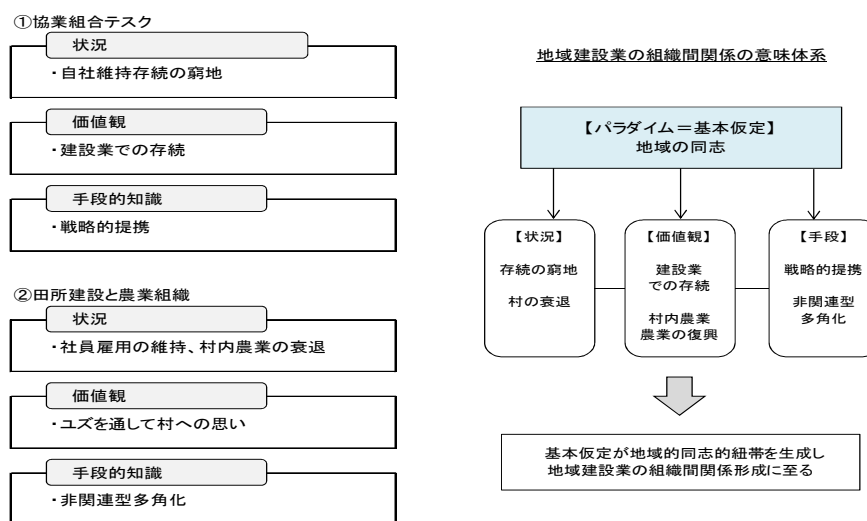 ①協業組合テスク
状況
・自社維持存続の窮地
価値観
・建設業での存続
手段的知識
・戦略的提携
②田所建設と農業組織
状況
・社員雇用の維持、村内農業の衰退
価値観
・ユズを通して村への思い
手段的知識
・非関連型多角化
地域建設業の組織間関係の意味体系
【パラダイム＝基本仮定】
地域の同志
【状況】
存続の窮地
村の衰退
【価値観】
建設業
での存続
村内農業
農業の復興
【手段】
戦略的提携
非関連型
多角化
基本仮定が地域的同志的紐帯を生成し
地域建設業の組織間関係形成に至る